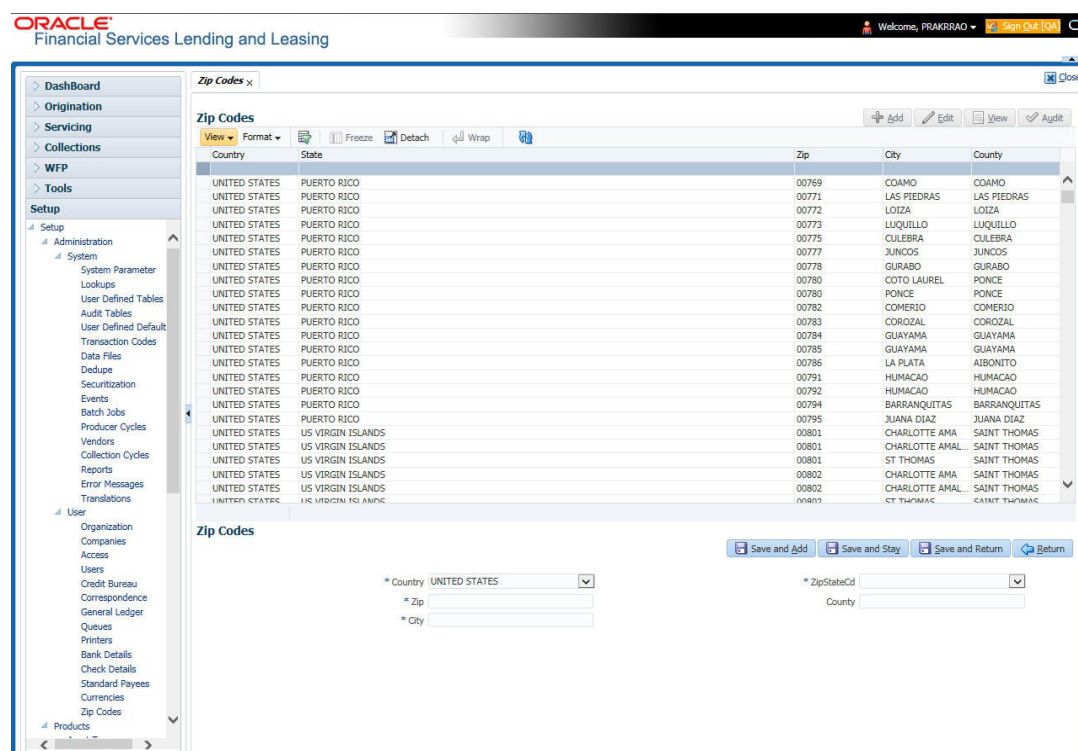 ORACLE
Financial Services Lending and Leasing
Welcome, PRAKRRAO
Sign Out [QA]
DashBoard
Origination
Servicing
Collections
WFP
Tools
Setup
Setup
Administration
System
System Parameter
Lookups
User Defined Tables
Audit Tables
User Defined Default
Transaction Codes
Data Files
Dedupe
Securitization
Events
Batch Jobs
Producer Cycles
Vendors
Collection Cycles
Reports
Error Messages
Translations
User
Organization
Companies
Access
Users
Credit Bureau
Correspondence
General Ledger
Queues
Printers
Bank Details
Check Details
Standard Payees
Currencies
Zip Codes
Products
Zip Codes
Close
Zip Codes
Add Edit View Audit
View Format Freeze Detach Wrap
Country State Zip City County
UNITED STATES PUERTO RICO 00769 COAMO COAMO
UNITED STATES PUERTO RICO 00771 LAS PIEDRAS LAS PIEDRAS
UNITED STATES PUERTO RICO 00772 LOIZA LOIZA
UNITED STATES PUERTO RICO 00773 LUQUILLO LUQUILLO
UNITED STATES PUERTO RICO 00775 CULEBRA CULEBRA
UNITED STATES PUERTO RICO 00777 JUNCOS JUNCOS
UNITED STATES PUERTO RICO 00778 GURABO GURABO
UNITED STATES PUERTO RICO 00780 COTO LAUREL PONCE
UNITED STATES PUERTO RICO 00780 PONCE PONCE
UNITED STATES PUERTO RICO 00782 COMERIO COMERIO
UNITED STATES PUERTO RICO 00783 COROZAL COROZAL
UNITED STATES PUERTO RICO 00784 GUAYAMA GUAYAMA
UNITED STATES PUERTO RICO 00785 GUAYAMA GUAYAMA
UNITED STATES PUERTO RICO 00786 LA PLATA AIBONITO
UNITED STATES PUERTO RICO 00791 HUMACAO HUMACAO
UNITED STATES PUERTO RICO 00792 HUMACAO HUMACAO
UNITED STATES PUERTO RICO 00794 BARRANQUITAS BARRANQUITAS
UNITED STATES PUERTO RICO 00795 JUANA DIAZ JUANA DIAZ
UNITED STATES US VIRGIN ISLANDS 00801 CHARLOTTE AMA SAINT THOMAS
UNITED STATES US VIRGIN ISLANDS 00801 CHARLOTTE AMAL... SAINT THOMAS
UNITED STATES US VIRGIN ISLANDS 00801 ST THOMAS SAINT THOMAS
UNITED STATES US VIRGIN ISLANDS 00802 CHARLOTTE AMA SAINT THOMAS
UNITED STATES US VIRGIN ISLANDS 00802 CHARLOTTE AMAL... SAINT THOMAS
UNITED STATES US VIRGIN ISLANDS 00802 ST THOMAS SAINT THOMAS
Zip Codes
Save and Add Save and Stay Save and Return Return
* Country UNITED STATES
* ZipStateCd
* Zip
County
* City